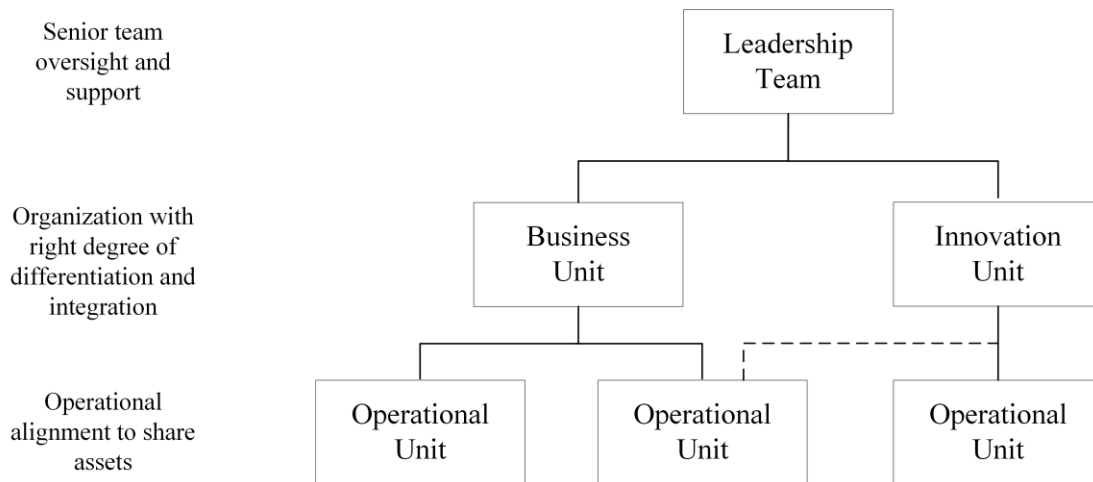 Senior team
oversight and
support
Leadership
Team
Organization with
right degree of
differentiation and
integration
Business
Unit
Innovation
Unit
Operational
alignment to share
assets
Operational
Unit
Operational
Unit
Operational
Unit